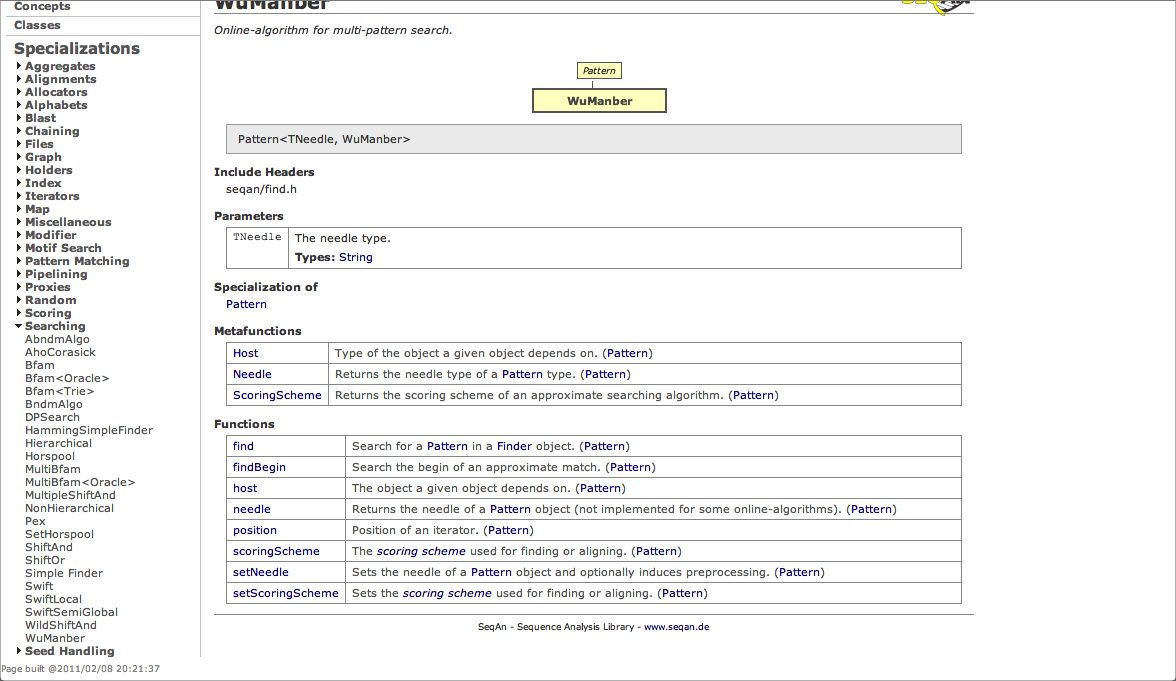 Concepts
Classes
Specializations
Aggregates
Alignments
Allocators
Alphabets
Blast
Chaining
Files
Graph
Holders
Index
Iterators
Map
Miscellaneous
Modifier
Motif Search
Pattern Matching
Pipelining
Proxies
Random
Scoring
Searching
AbndmAlgo
AhoCorasick
Bfam
Bfam<Oracle>
Bfam<Trie>
BndmAlgo
DPSearch
HammingSimpleFinder
Hierarchical
Horspool
MultiBfam
MultiBfam<Oracle>
MultipleShiftAnd
NonHierarchical
Pex
SetHorspool
ShiftAnd
ShiftOr
Simple Finder
Swift
SwiftLocal
SwiftSemiGlobal
WildShiftAnd
WuManber
Seed Handling
Page built @2011/02/08 20:21:37
WuManber
Online-algorithm for multi-pattern search.
Pattern
WuManber
Pattern<TNeedle, WuManber>
Include Headers
seqan/find.h
Parameters
TNeedle The needle type.
Types: String
Specialization of
Pattern
Metafunctions
Host Type of the object a given object depends on. (Pattern)
Needle Returns the needle type of a Pattern type. (Pattern)
ScoringScheme Returns the scoring scheme of an approximate searching algorithm. (Pattern)
Functions
find Search for a Pattern in a Finder object. (Pattern)
findBegin Search the begin of an approximate match. (Pattern)
host The object a given object depends on. (Pattern)
needle Returns the needle of a Pattern object (not implemented for some online-algorithms). (Pattern)
position Position of an iterator. (Pattern)
scoringScheme The scoring scheme used for finding or aligning. (Pattern)
setNeedle Sets the needle of a Pattern object and optionally induces preprocessing. (Pattern)
setScoringScheme Sets the scoring scheme used for finding or aligning. (Pattern)
SeqAn - Sequence Analysis Library - www.seqan.de